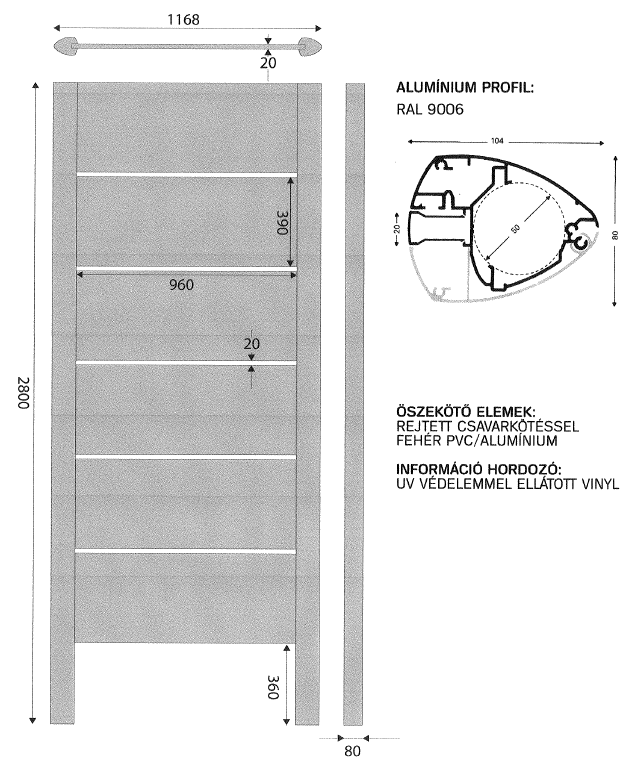 1168
20
ALUMÍNIUM PROFIL:
RAL 9006
104
20
60
80
390
960
20
2800
ÖSZEKÖTŐ ELEMEK:
REJTETT CSAVARKÖTÉSSEL
FEHÉR PVC/ALUMÍNIUM
INFORMÁCIÓ HORDOZÓ:
UV VÉDELEMMEL ELLÁTOTT VINYL
360
80